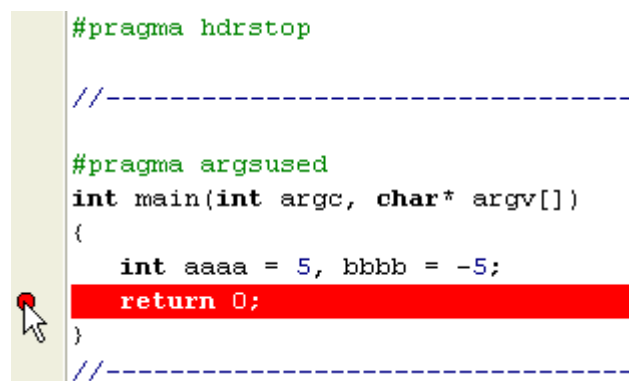 #pragma hdrstop
//---------------------------------
#pragma argsused
int main(int argc, char* argv[])
{
int aaaa = 5, bbbb = -5;
return 0;
}
//---------------------------------